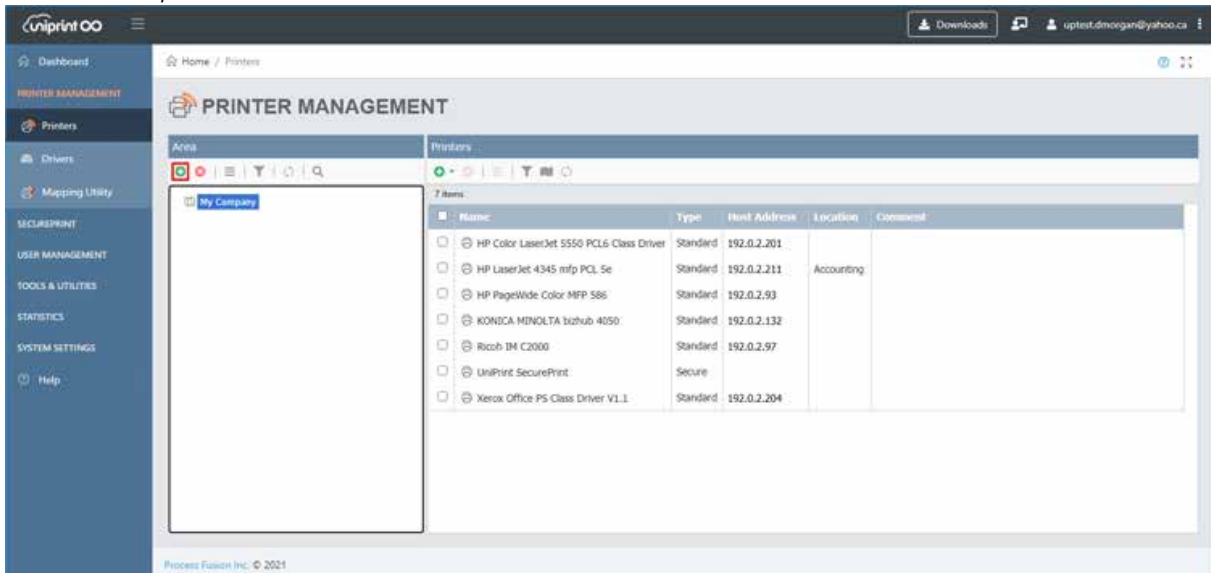 uniprint
Downloads
uptest.dmorgan@yahoo.ca
Dashboard
Home / Printers
PRINTER MANAGEMENT
PRINTER MANAGEMENT
Printers
Drivers
Mapping Utility
SECUREPRINT
USER MANAGEMENT
TOOLS & UTILITIES
STATISTICS
SYSTEM SETTINGS
Help
Area
My Company
Printers
7 items
Name Type Host Address Location Comment
HP Color LaserJet 5550 PCL6 Class Driver Standard 192.0.2.201
HP LaserJet 4345 mfp PCL 5e Standard 192.0.2.211 Accounting
HP PageWide Color MFP 586 Standard 192.0.2.93
KONICA MINOLTA bizhub 4050 Standard 192.0.2.132
Ricoh IM C2000 Standard 192.0.2.97
UniPrint SecurePrint Secure
Xerox Office PS Class Driver V1.1 Standard 192.0.2.204
Process Fusion Inc. © 2021